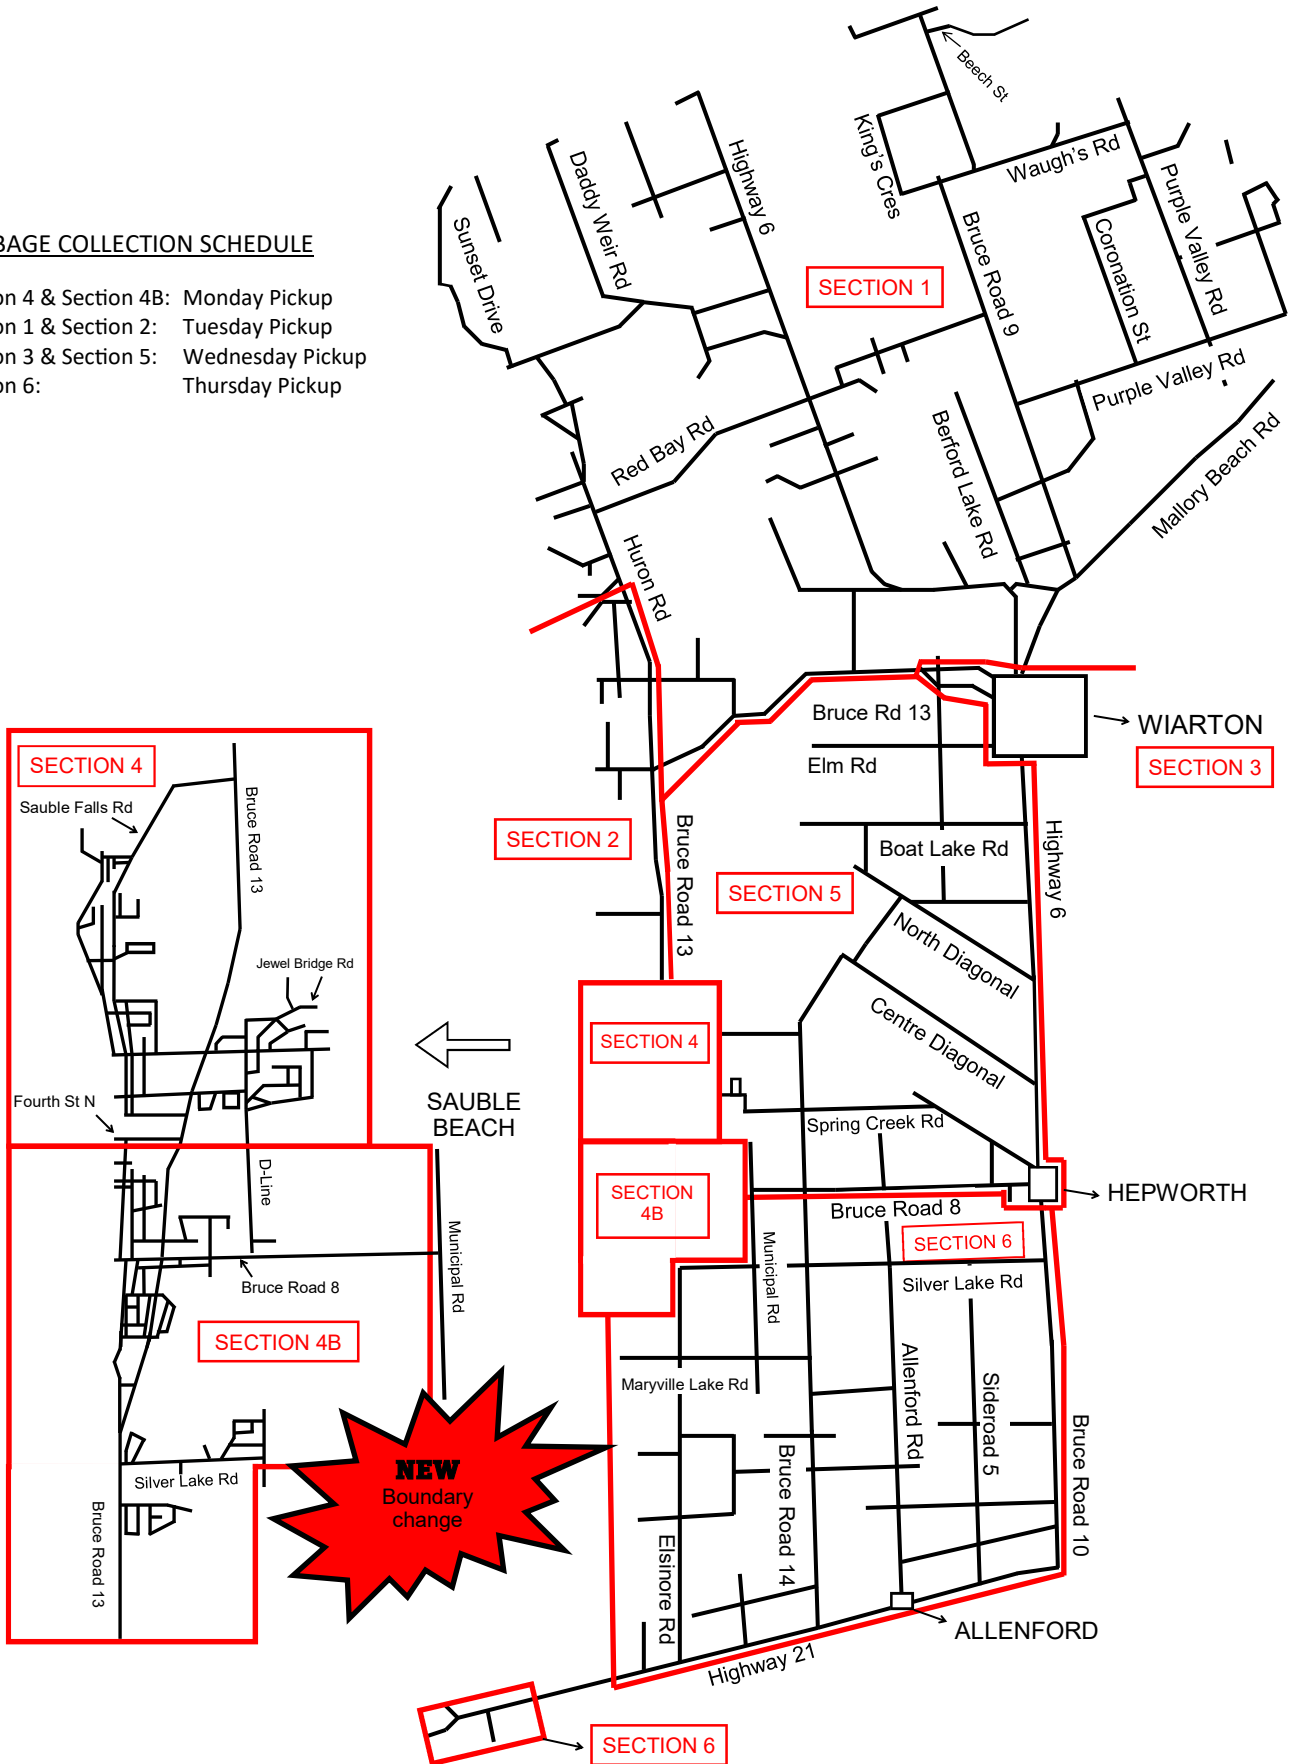 BAGE COLLECTION SCHEDULE
on 4 & Section 4B: Monday Pickup
on 1 & Section 2: Tuesday Pickup
on 3 & Section 5: Wednesday Pickup
on 6: Thursday Pickup
Beech St
King's Cres
Waugh's Rd
Highway 6
Daddy Weir Rd
Sunset Drive
Purple Valley Rd
Coronation St
Bruce Road 9
SECTION 1
Purple Valley Rd
Berford Lake Rd
Red Bay Rd
Mallory Beach Rd
Huron Rd
Bruce Rd 13
WIARTON
SECTION 3
Elm Rd
SECTION 2
Bruce Road 13
Boat Lake Rd
Highway 6
SECTION 5
North Diagonal
Centre Diagonal
SECTION 4
Sauble Falls Rd
Bruce Road 13
Jewel Bridge Rd
Fourth St N
D-Line
Municipal Rd
Bruce Road 8
SECTION 4B
Silver Lake Rd
Bruce Road 13
NEW
Boundary
change
SAUBLE
BEACH
SECTION 4
SECTION
4B
Spring Creek Rd
HEPWORTH
Bruce Road 8
SECTION 6
Municipal Rd
Silver Lake Rd
Maryville Lake Rd
Allenford Rd
Sideroad 5
Bruce Road 10
Bruce Road 14
Elsinore Rd
ALLENFORD
Highway 21
SECTION 6